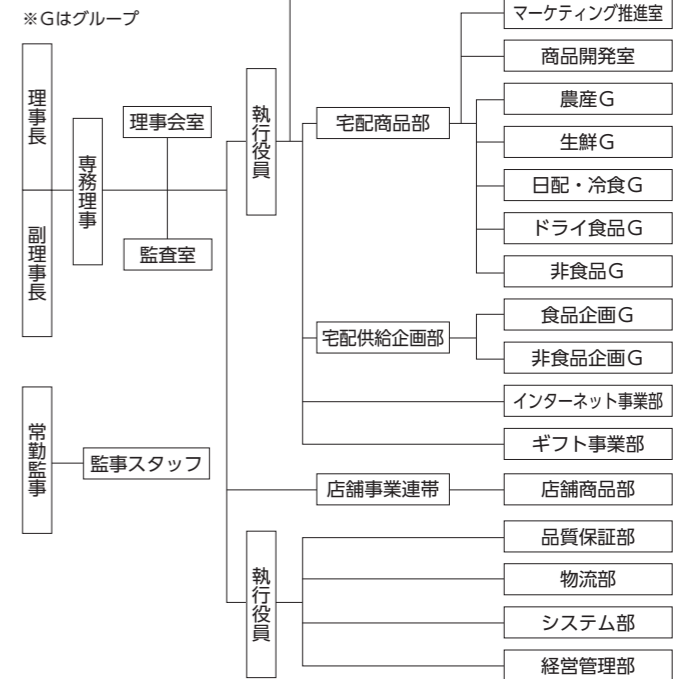 ※Gはグループ
理事長
副理事長
専務理事
理事会室
監査室
常勤監事
監事スタッフ
執行役員
宅配商品部
マーケティング推進室
商品開発室
農産G
生鮮G
日配・冷食G
ドライ食品G
非食品G
宅配供給企画部
食品企画G
非食品企画G
インターネット事業部
ギフト事業部
店舗事業連帯
店舗商品部
執行役員
品質保証部
物流部
システム部
経営管理部